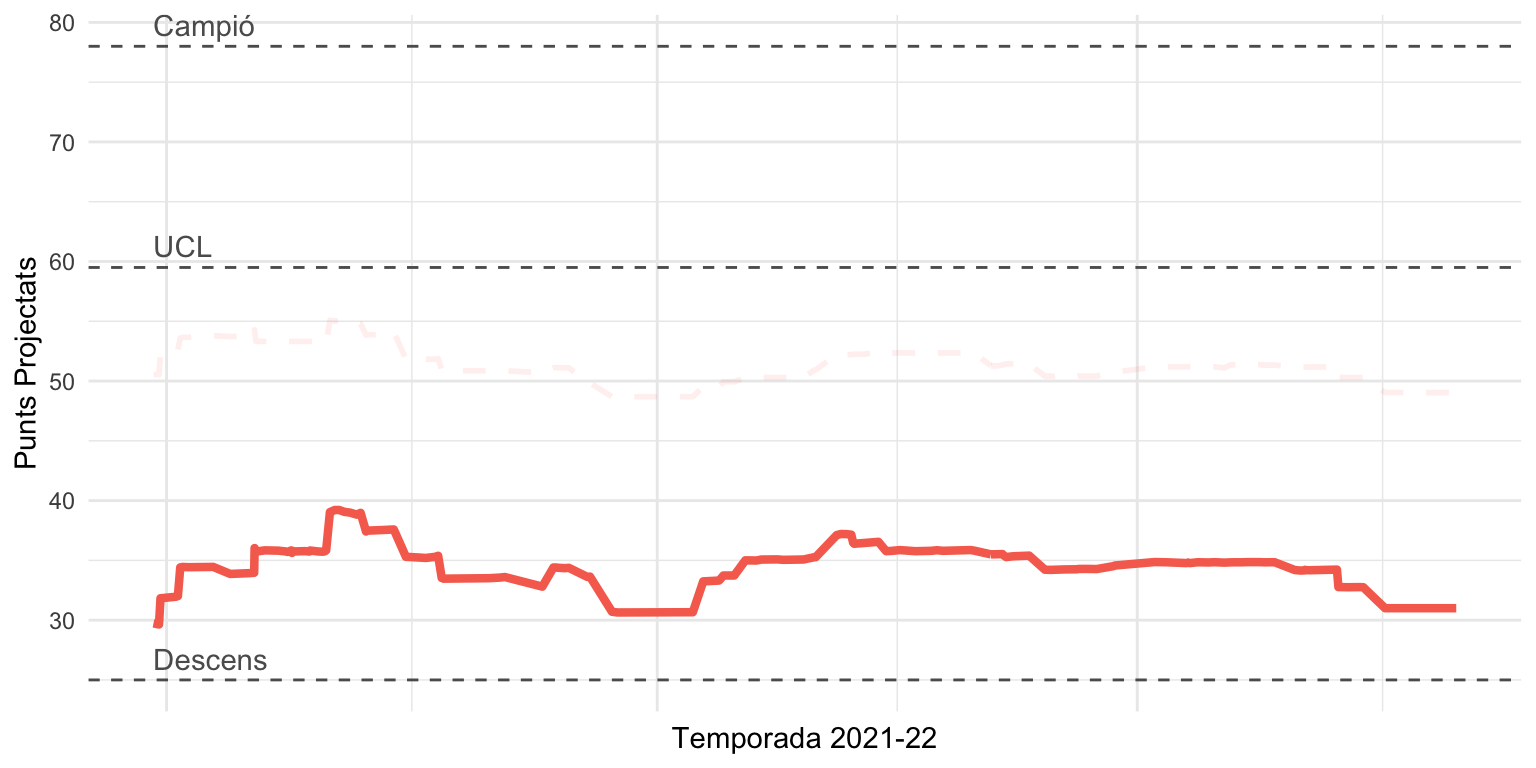 80
Campió
70
UCL
60
Punts Projectats
50
40
30
Descens
Temporada 2021-22